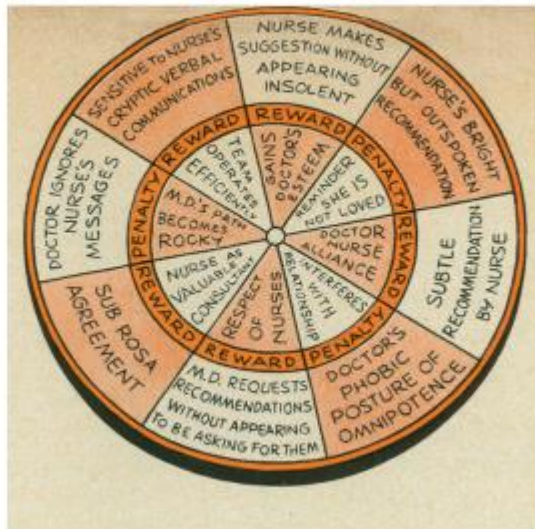 NURSE MAKES
SUGGESTION WITHOUT
APPEARING
INSOLENT
REWARD
GAINS
DOCTOR'S
ESTEEM
NURSE'S BRIGHT
BUT OUTSPOKEN
RECOMMENDATION
PENALTY
REMINDER
SHE IS
NOT LOVED
SUBTLE
RECOMMENDATION
BY NURSE
REWARD
DOCTOR
NURSE
ALLIANCE
DOCTOR'S
PHOBIC
POSTURE OF
OMNIPOTENCE
PENALTY
INTERFERES
WITH
RELATIONSHIP
M.D. REQUESTS
RECOMMENDATIONS
WITHOUT APPEARING
TO BE ASKING FOR THEM
REWARD
RESPECT
OF
NURSES
SUB ROSA
AGREEMENT
REWARD
NURSE AS
VALUABLE
CONSULTANT
DOCTOR IGNORES
NURSE'S
MESSAGES
PENALTY
M.D.'S PATH
BECOMES
ROCKY
SENSITIVE TO NURSE'S
CRYPTIC VERBAL
COMMUNICATIONS
REWARD
TEAM
OPERATES
EFFICIENTLY